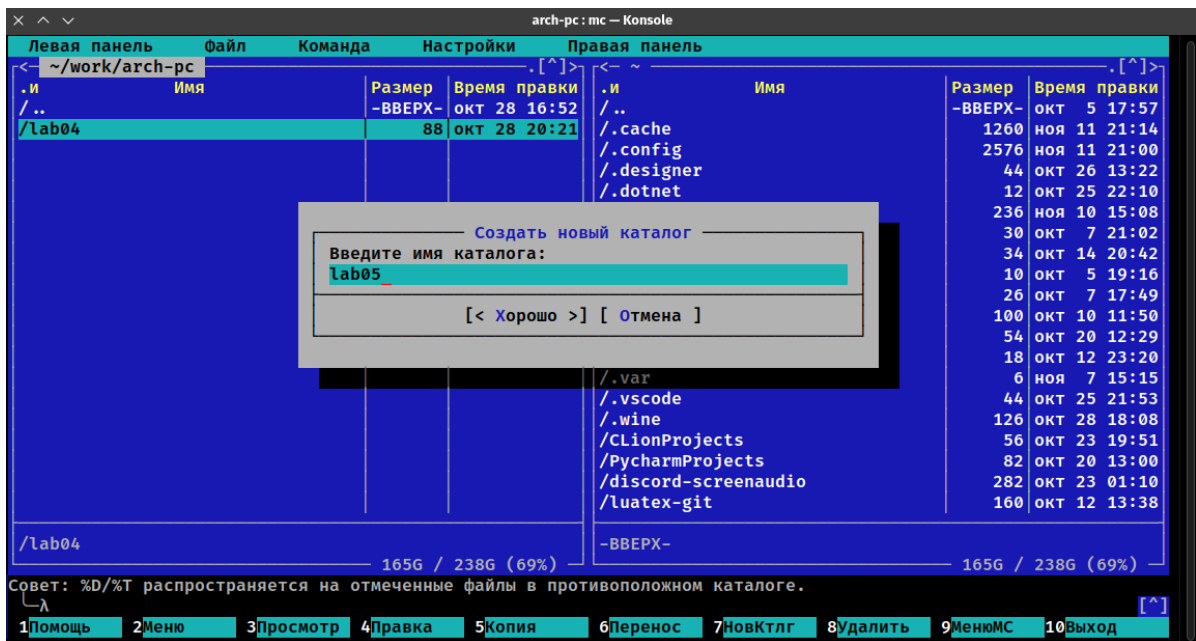 arch-pc : mc — Konsole
Левая панель Файл Команда Настройки Правая панель
<— ~/work/arch-pc .[^]> <— ~ .[^]>
.и Имя Размер Время правки .и Имя Размер Время правки
/.. -ВВЕРХ- окт 28 16:52 /.. -ВВЕРХ- окт 5 17:57
/lab04 88 окт 28 20:21 /.cache 1260 ноя 11 21:14
/.config 2576 ноя 11 21:00
/.designer 44 окт 26 13:22
/.dotnet 12 окт 25 22:10
236 ноя 10 15:08
Создать новый каталог 30 окт 7 21:02
Введите имя каталога: 34 окт 14 20:42
lab05 10 окт 5 19:16
26 окт 7 17:49
[< Хорошо >] [ Отмена ] 100 окт 10 11:50
54 окт 20 12:29
18 окт 12 23:20
/.var 6 ноя 7 15:15
/.vscode 44 окт 25 21:53
/.wine 126 окт 28 18:08
/CLionProjects 56 окт 23 19:51
/PycharmProjects 82 окт 20 13:00
/discord-screenaudio 282 окт 23 01:10
/luatex-git 160 окт 12 13:38
/lab04 -ВВЕРХ-
165G / 238G (69%) 165G / 238G (69%)
Совет: %D/%T распространяется на отмеченные файлы в противоположном каталоге.
╰─λ [^]
1Помощь 2Меню 3Просмотр 4Правка 5Копия 6Перенос 7НовКтлг 8Удалить 9МенюMC 10Выход